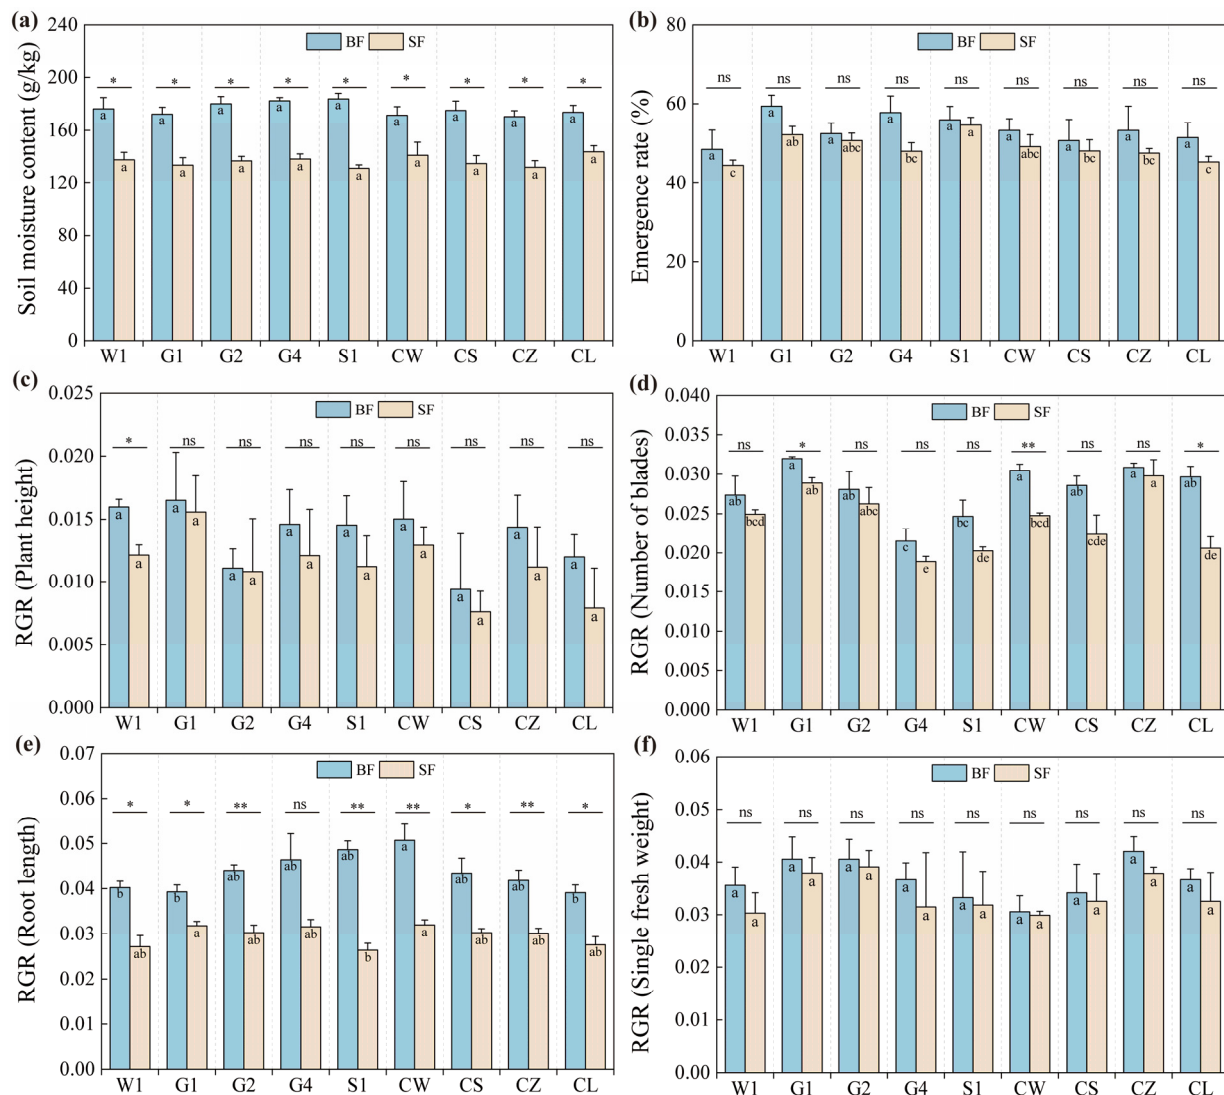 (a)
Soil moisture content (g/kg)
240
200
160
120
80
40
0
BF SF
* * * * * * * * *
a a a a a a a a a a a a a a a a a a
W1 G1 G2 G4 S1 CW CS CZ CL
(b)
Emergence rate (%)
80
60
40
20
0
BF SF
ns ns ns ns ns ns ns ns ns
a c a ab a abc a bc a a a abc a bc a bc a c
W1 G1 G2 G4 S1 CW CS CZ CL
(c)
RGR (Plant height)
0.025
0.020
0.015
0.010
0.005
0.000
BF SF
* ns ns ns ns ns ns ns ns
a a a a a a a a a a a a a a a a a a
W1 G1 G2 G4 S1 CW CS CZ CL
(d)
RGR (Number of blades)
0.040
0.035
0.030
0.025
0.020
0.015
0.010
0.005
0.000
BF SF
ns * ns ns ns ** ns ns *
ab bcd a ab ab abc c e bc de a bcd ab cde a a ab de
W1 G1 G2 G4 S1 CW CS CZ CL
(e)
RGR (Root length)
0.07
0.06
0.05
0.04
0.03
0.02
0.01
0.00
BF SF
* * ** ns ** ** * ** *
b ab b a ab ab ab ab ab b a a ab ab ab ab b ab
W1 G1 G2 G4 S1 CW CS CZ CL
(f)
RGR (Single fresh weight)
0.06
0.05
0.04
0.03
0.02
0.01
0.00
BF SF
ns ns ns ns ns ns ns ns ns
a a a a a a a a a a a a a a a a a a
W1 G1 G2 G4 S1 CW CS CZ CL